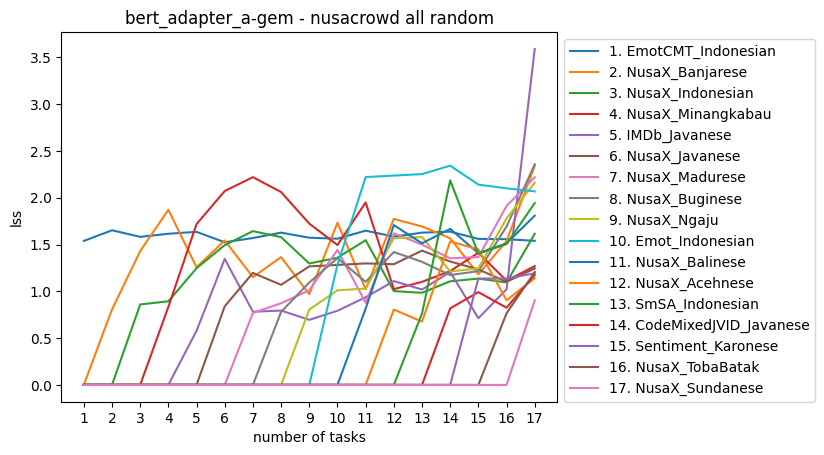 bert_adapter_a-gem - nusacrowd all random
lss
3.5
3.0
2.5
2.0
1.5
1.0
0.5
0.0
1 2 3 4 5 6 7 8 9 10 11 12 13 14 15 16 17
number of tasks
1. EmotCMT_Indonesian
2. NusaX_Banjarese
3. NusaX_Indonesian
4. NusaX_Minangkabau
5. IMDb_Javanese
6. NusaX_Javanese
7. NusaX_Madurese
8. NusaX_Buginese
9. NusaX_Ngaju
10. Emot_Indonesian
11. NusaX_Balinese
12. NusaX_Acehnese
13. SmSA_Indonesian
14. CodeMixedJVID_Javanese
15. Sentiment_Karonese
16. NusaX_TobaBatak
17. NusaX_Sundanese